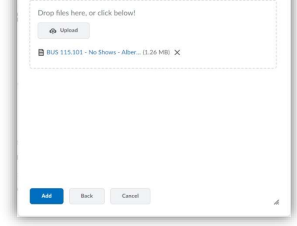 Drop files here, or click below!
Upload
BUS 115.101 - No Shows - Alber... (1.26 MB) X
Add Back Cancel